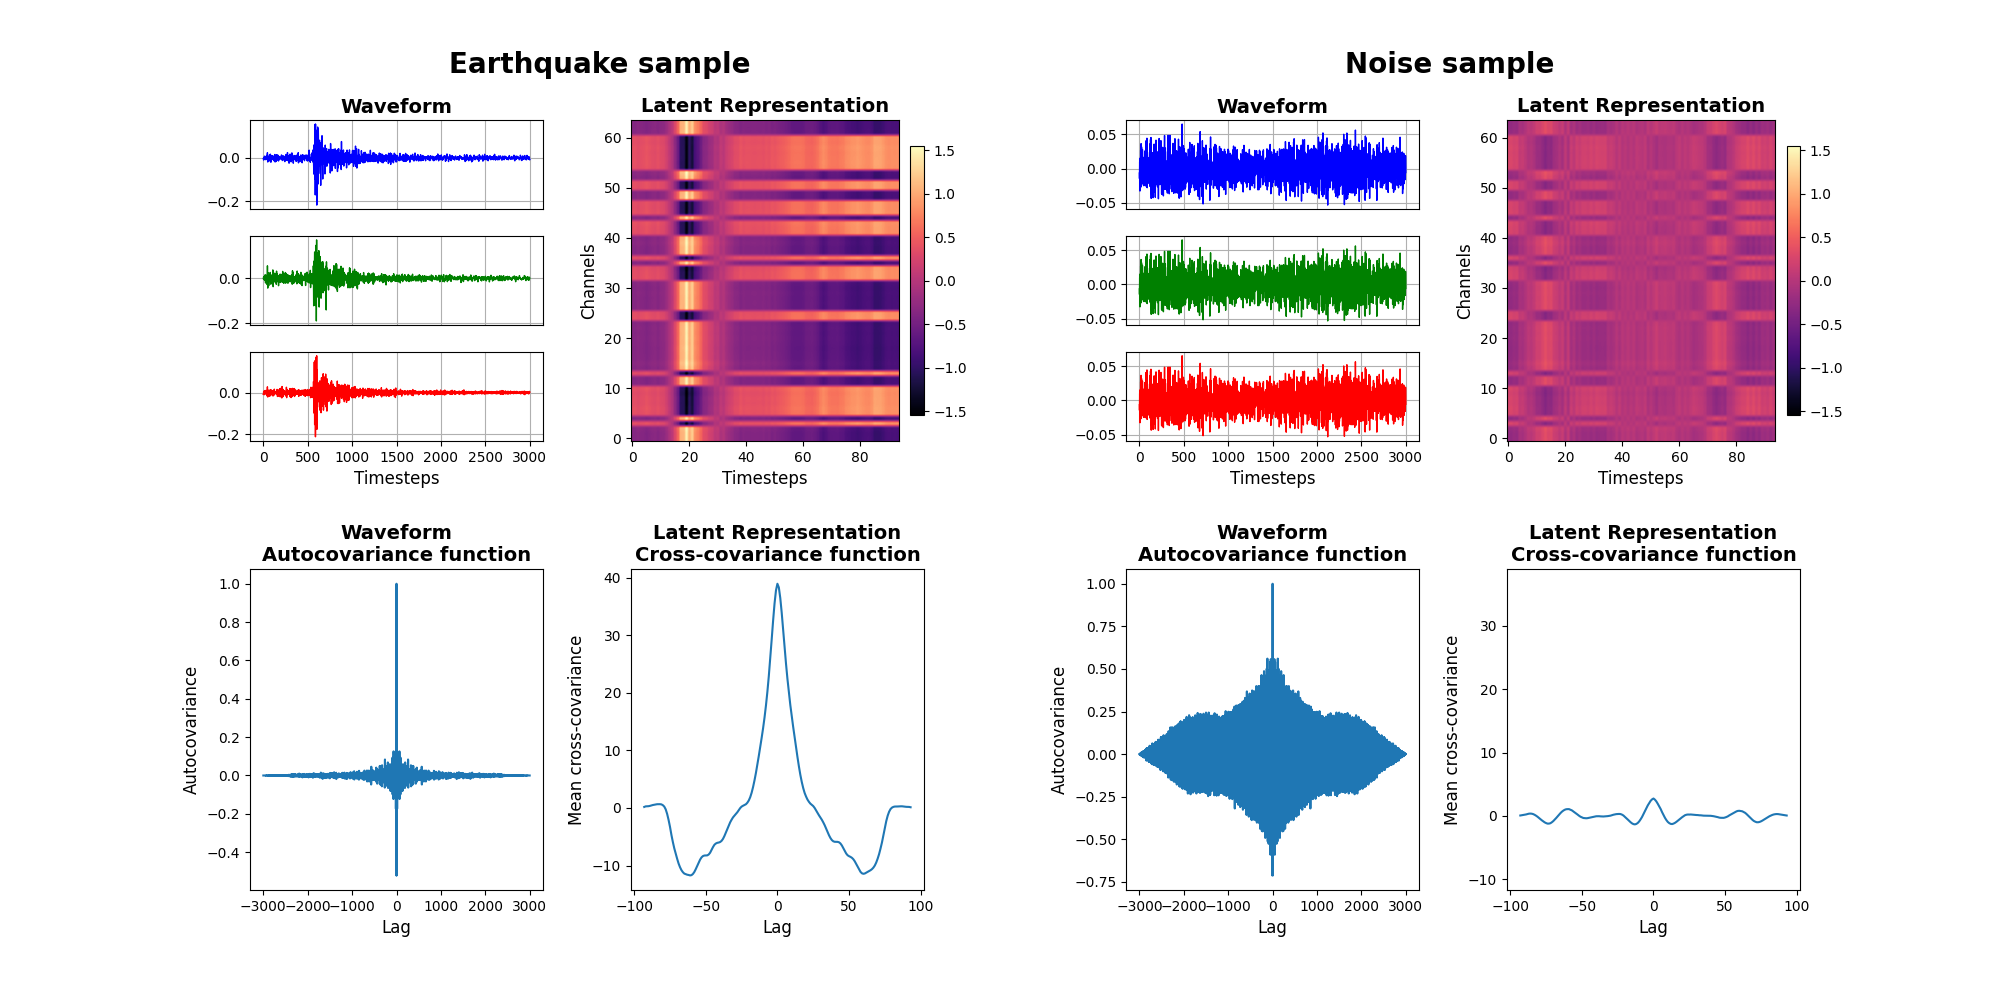 Earthquake sample
Noise sample
Waveform
Latent Representation
Waveform
Latent Representation
0.0
−0.2
0.0
−0.2
0.0
−0.2
0 500 1000 1500 2000 2500 3000
Timesteps
Channels
60
50
40
30
20
10
0
0 20 40 60 80
Timesteps
1.5
1.0
0.5
0.0
−0.5
−1.0
−1.5
0.05
0.00
−0.05
0.05
0.00
−0.05
0.05
0.00
−0.05
0 500 1000 1500 2000 2500 3000
Timesteps
Channels
60
50
40
30
20
10
0
0 20 40 60 80
Timesteps
1.5
1.0
0.5
0.0
−0.5
−1.0
−1.5
Waveform
Autocovariance function
Autocovariance
1.0
0.8
0.6
0.4
0.2
0.0
−0.2
−0.4
−3000 −2000 −1000 0 1000 2000 3000
Lag
Latent Representation
Cross-covariance function
Mean cross-covariance
40
30
20
10
0
−10
−100 −50 0 50 100
Lag
Waveform
Autocovariance function
Autocovariance
1.00
0.75
0.50
0.25
0.00
−0.25
−0.50
−0.75
−3000 −2000 −1000 0 1000 2000 3000
Lag
Latent Representation
Cross-covariance function
Mean cross-covariance
30
20
10
0
−10
−100 −50 0 50 100
Lag